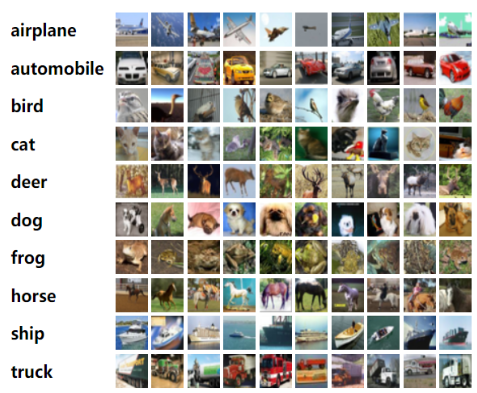 airplane
automobile
bird
cat
deer
dog
frog
horse
ship
truck